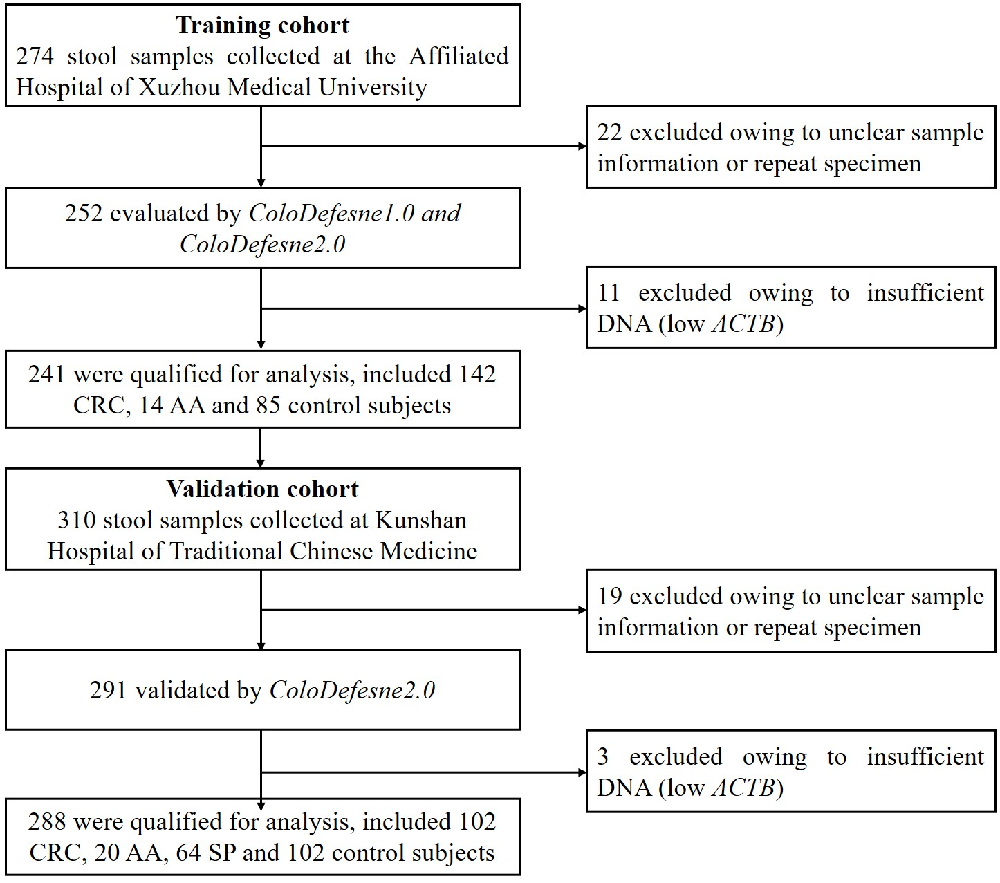 Training cohort
274 stool samples collected at the Affiliated
Hospital of Xuzhou Medical University
22 excluded owing to unclear sample
information or repeat specimen
252 evaluated by ColoDefesne1.0 and
ColoDefesne2.0
11 excluded owing to insufficient
DNA (low ACTB)
241 were qualified for analysis, included 142
CRC, 14 AA and 85 control subjects
Validation cohort
310 stool samples collected at Kunshan
Hospital of Traditional Chinese Medicine
19 excluded owing to unclear sample
information or repeat specimen
291 validated by ColoDefesne2.0
3 excluded owing to insufficient
DNA (low ACTB)
288 were qualified for analysis, included 102
CRC, 20 AA, 64 SP and 102 control subjects